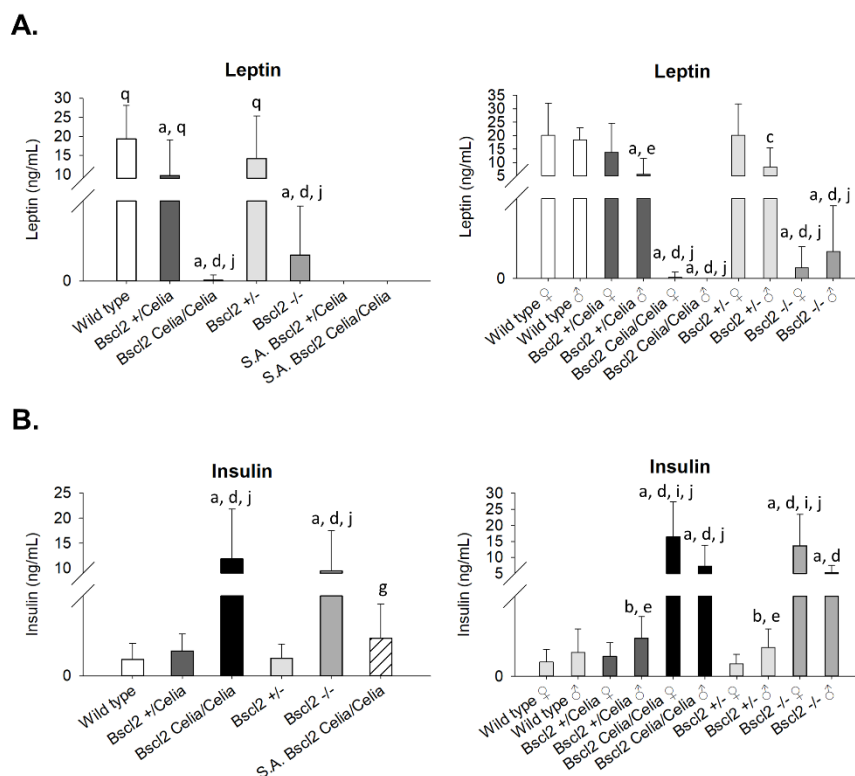 A.
Leptin
Leptin (ng/mL)
30
25
20
15
10
0
q
a, q
a, d, j
q
a, d, j
Wild type
Bscl2 +/Celia
Bscl2 Celia/Celia
Bscl2 +/-
Bscl2 -/-
S.A. Bscl2 +/Celia
S.A. Bscl2 Celia/Celia
Leptin
Leptin (ng/mL)
35
30
25
20
15
10
5
0
a, e
a, d, j
a, d, j
c
a, d, j
a, d, j
Wild type ♀
Wild type ♂
Bscl2 +/Celia ♀
Bscl2 +/Celia ♂
Bscl2 Celia/Celia ♀
Bscl2 Celia/Celia ♂
Bscl2 +/- ♀
Bscl2 +/- ♂
Bscl2 -/- ♀
Bscl2 -/- ♂
B.
Insulin
Insulin (ng/mL)
25
20
15
10
0
a, d, j
a, d, j
g
Wild type
Bscl2 +/Celia
Bscl2 Celia/Celia
Bscl2 +/-
Bscl2 -/-
S.A. Bscl2 Celia/Celia
Insulin
Insulin (ng/mL)
30
25
20
15
10
5
0
b, e
a, d, i, j
a, d, j
b, e
a, d, i, j
a, d
Wild type ♀
Wild type ♂
Bscl2 +/Celia ♀
Bscl2 +/Celia ♂
Bscl2 Celia/Celia ♀
Bscl2 Celia/Celia ♂
Bscl2 +/- ♀
Bscl2 +/- ♂
Bscl2 -/- ♀
Bscl2 -/- ♂